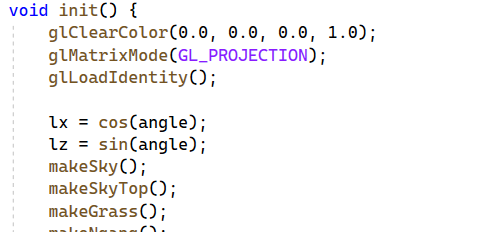 void init() {
glClearColor(0.0, 0.0, 0.0, 1.0);
glMatrixMode(GL_PROJECTION);
glLoadIdentity();
lx = cos(angle);
lz = sin(angle);
makeSky();
makeSkyTop();
makeGrass();